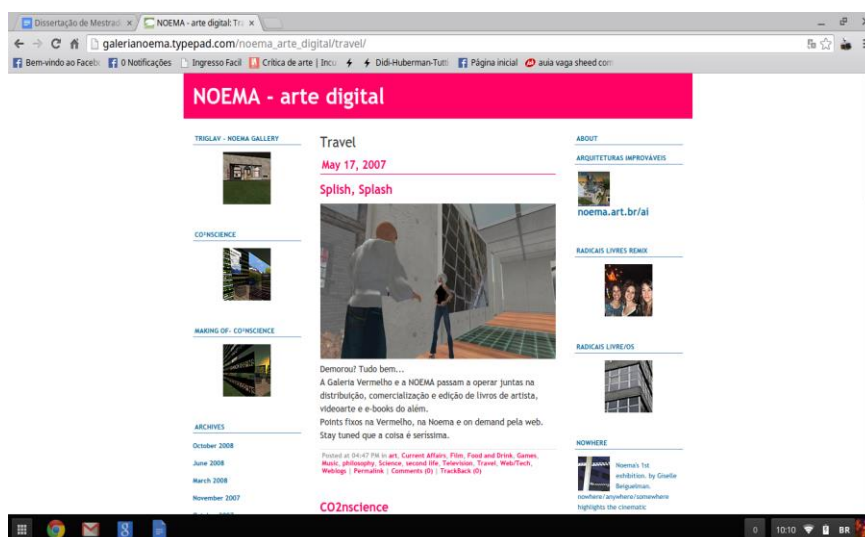 Dissertação de Mestrad
NOEMA - arte digital: Tra
galerianoema.typepad.com/noema_arte_digital/travel/
Bem-vindo ao Facebo
0 Notificações
Ingresso Facil
Crítica de arte | Incu
Didi-Huberman-Tutti
Página inicial
auia vaga sheed com
NOEMA - arte digital
TRIGLAV - NOEMA GALLERY
CO²NSCIENCE
MAKING OF- CO²NSCIENCE
ARCHIVES
October 2008
June 2008
March 2008
November 2007
Travel
May 17, 2007
Splish, Splash
Demorou? Tudo bem...
A Galeria Vermelho e a NOEMA passam a operar juntas na
distribuição, comercialização e edição de livros de artista,
videoarte e e-books do além.
Points fixos na Vermelho, na Noema e on demand pela web.
Stay tuned que a coisa é seríssima.
Posted at 04:47 PM in art, Current Affairs, Film, Food and Drink, Games,
Music, philosophy, Science, second life, Television, Travel, Web/Tech,
Weblogs | Permalink | Comments (0) | TrackBack (0)
CO2nscience
ABOUT
ARQUITETURAS IMPROVAVEIS
noema.art.br/ai
RADICAIS LIVRES REMIX
RADICAIS LIVRE/OS
NOWHERE
Noema's 1st
exhibition. by Giselle
Beiguelman.
nowhere/anywhere/somewhere
highlights the cinematic
0
10:10
BR